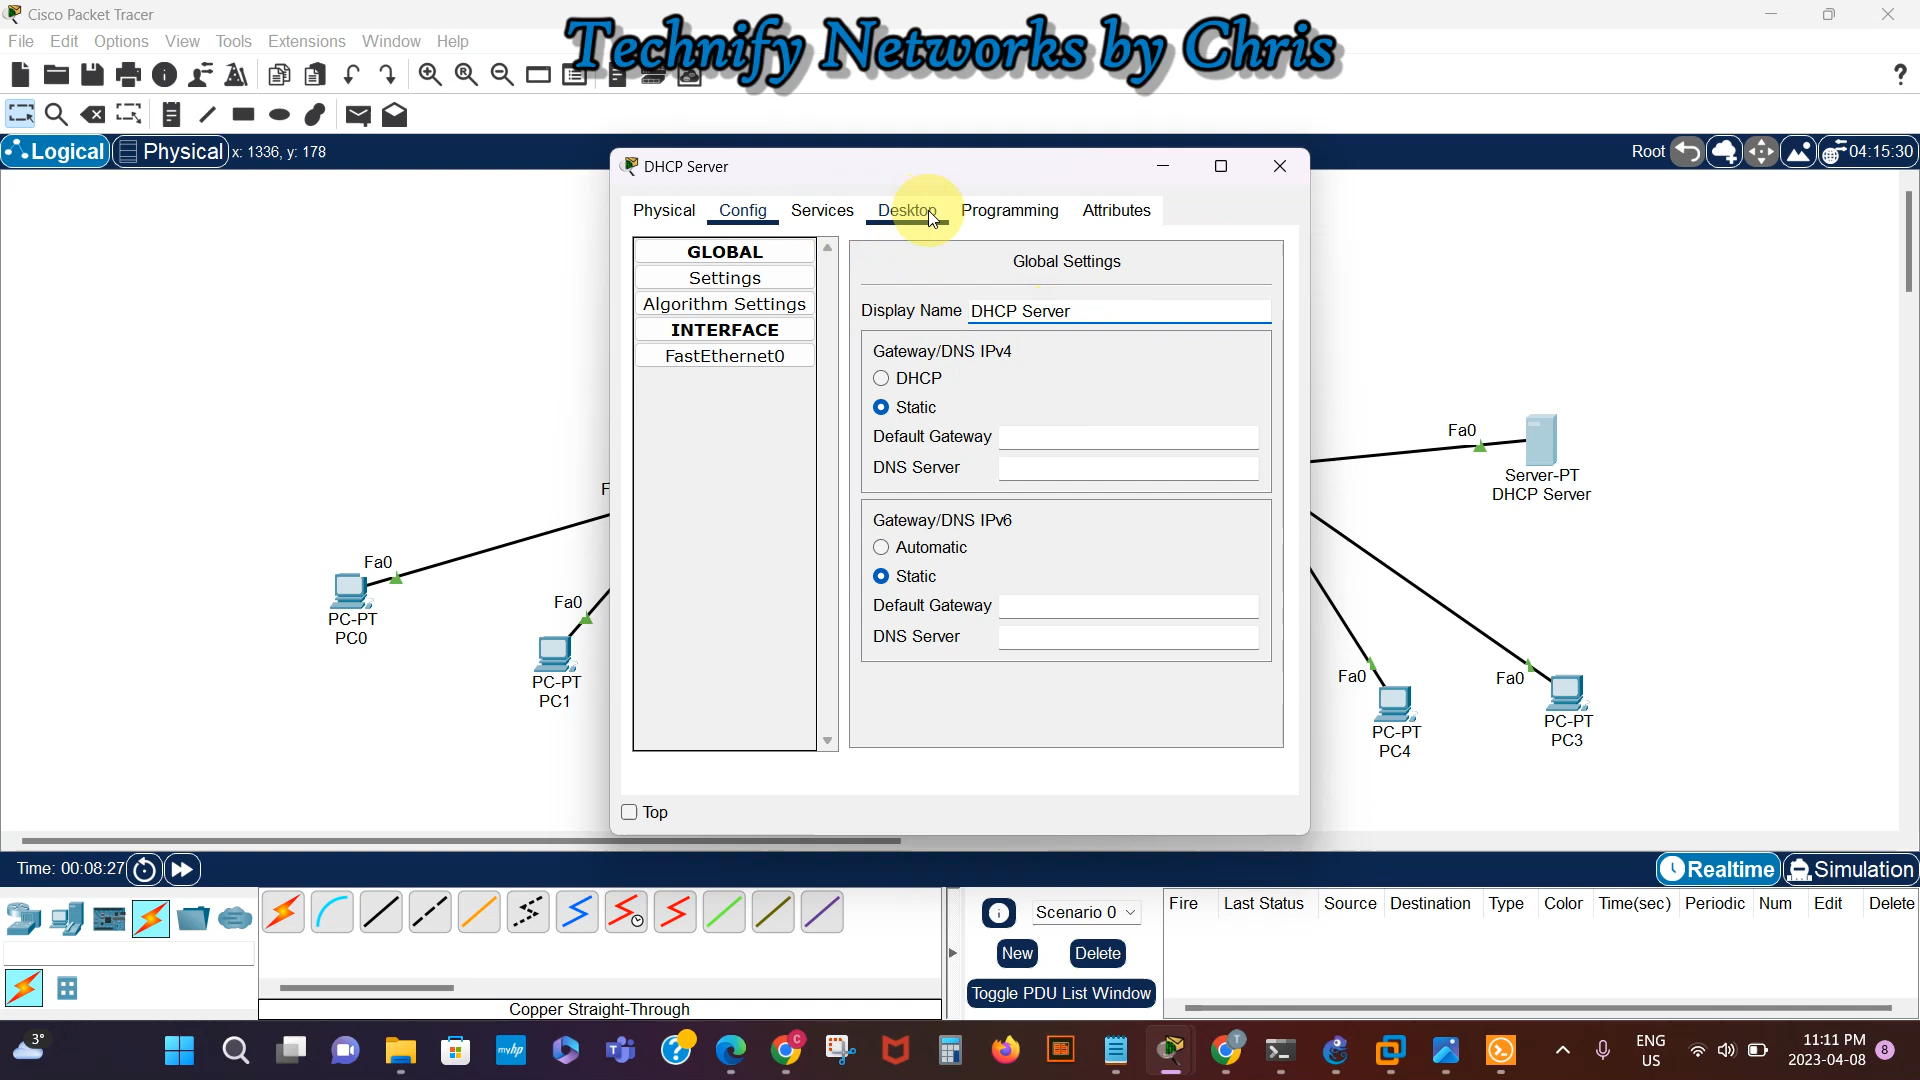 Cisco Packet Tracer
Technify Networks by Chris
File Edit Options View Tools Extensions Window Help
?
Logical Physical x: 1336, y: 178
Root 04:15:30
DHCP Server
Physical Config Services Desktop Programming Attributes
GLOBAL
Settings
Algorithm Settings
INTERFACE
FastEthernet0
Global Settings
Display Name DHCP Server
Gateway/DNS IPv4
DHCP
Static
Default Gateway
DNS Server
Gateway/DNS IPv6
Automatic
Static
Default Gateway
DNS Server
Top
F
Fa0
PC-PT
PC0
Fa0
PC-PT
PC1
Fa0
Server-PT
DHCP Server
Fa0
PC-PT
PC4
Fa0
PC-PT
PC3
Time: 00:08:27
Realtime Simulation
Scenario 0
New Delete
Toggle PDU List Window
Fire Last Status Source Destination Type Color Time(sec) Periodic Num Edit Delete
Copper Straight-Through
3°
myhp
C
T
ENG
US
11:11 PM
2023-04-08
8